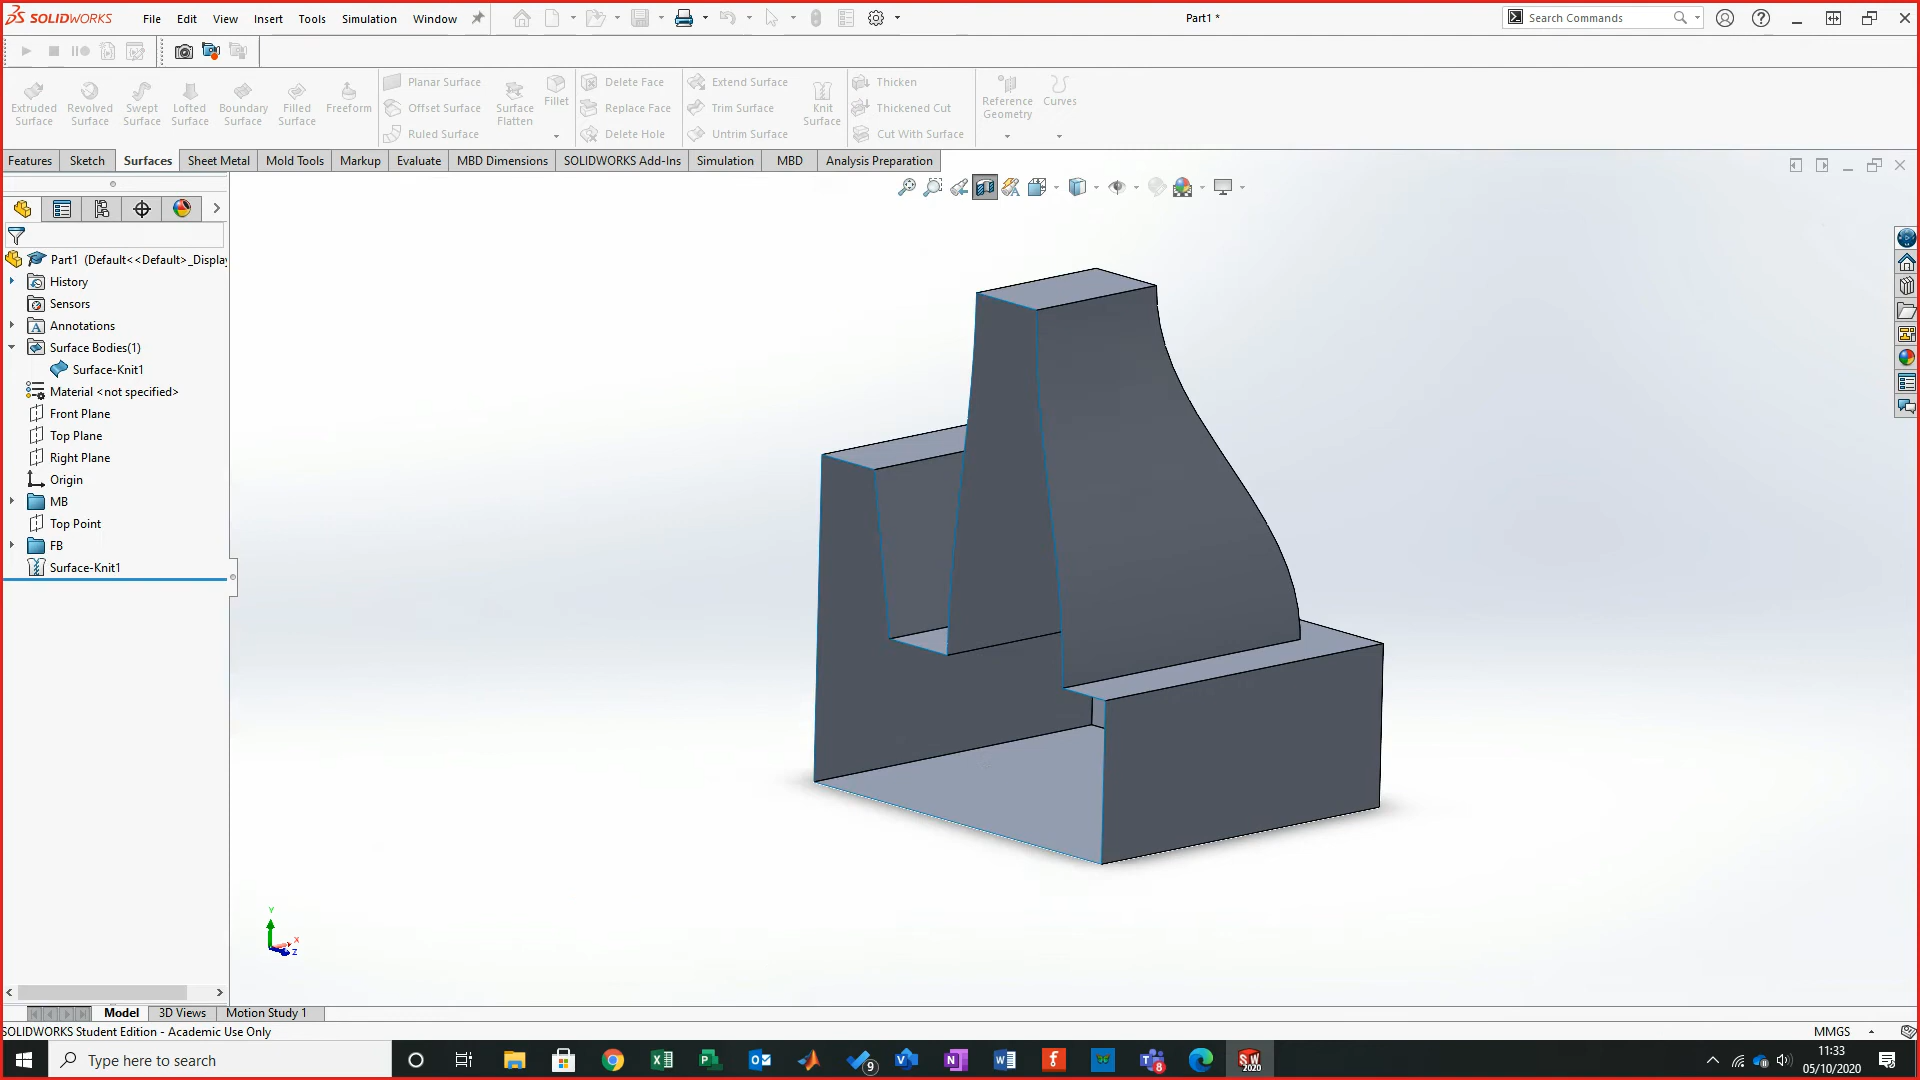 SOLIDWORKS File Edit View Insert Tools Simulation Window Part1 * Search Commands
Extruded Surface
Revolved Surface
Swept Surface
Lofted Surface
Boundary Surface
Filled Surface
Freeform
Planar Surface
Offset Surface
Ruled Surface
Surface Flatten
Fillet
Delete Face
Replace Face
Delete Hole
Extend Surface
Trim Surface
Untrim Surface
Knit Surface
Thicken
Thickened Cut
Cut With Surface
Reference Geometry
Curves
Features Sketch Surfaces Sheet Metal Mold Tools Markup Evaluate MBD Dimensions SOLIDWORKS Add-Ins Simulation MBD Analysis Preparation
Part1 (Default<<Default>_Display
History
Sensors
Annotations
Surface Bodies(1)
Surface-Knit1
Material <not specified>
Front Plane
Top Plane
Right Plane
Origin
MB
Top Point
FB
Surface-Knit1
Y
X
Z
Model 3D Views Motion Study 1
SOLIDWORKS Student Edition - Academic Use Only MMGS
Type here to search
9
8
SW
2020
11:33
05/10/2020